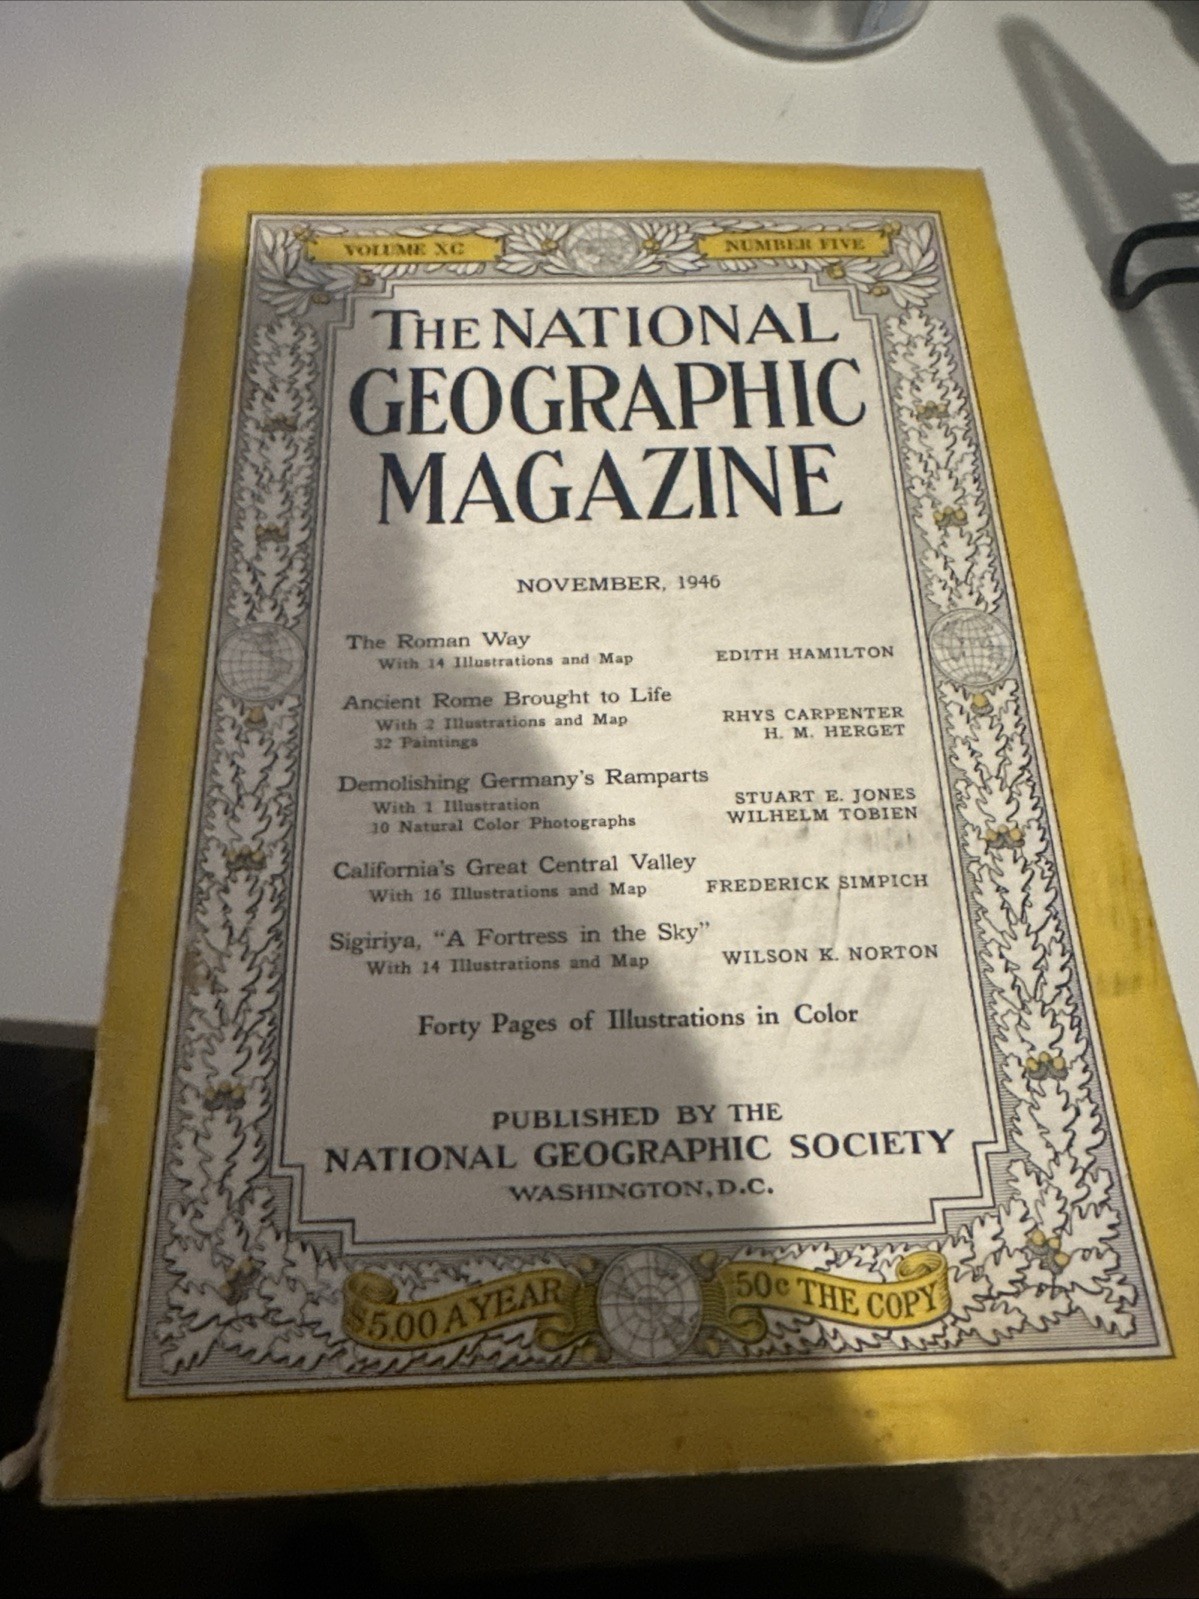 VOLUME XC
NUMBER FIVE
THE NATIONAL
GEOGRAPHIC
MAGAZINE
NOVEMBER, 1946
The Roman Way
With 14 Illustrations and Map
EDITH HAMILTON
Ancient Rome Brought to Life
With 2 Illustrations and Map
32 Paintings
RHYS CARPENTER
H. M. HERGET
Demolishing Germany's Ramparts
With 1 Illustration
10 Natural Color Photographs
STUART E. JONES
WILHELM TOBIEN
California's Great Central Valley
With 16 Illustrations and Map
FREDERICK SIMPICH
Sigiriya, "A Fortress in the Sky"
With 14 Illustrations and Map
WILSON K. NORTON
Forty Pages of Illustrations in Color
PUBLISHED BY THE
NATIONAL GEOGRAPHIC SOCIETY
WASHINGTON, D.C.
$5.00 A YEAR
50¢ THE COPY